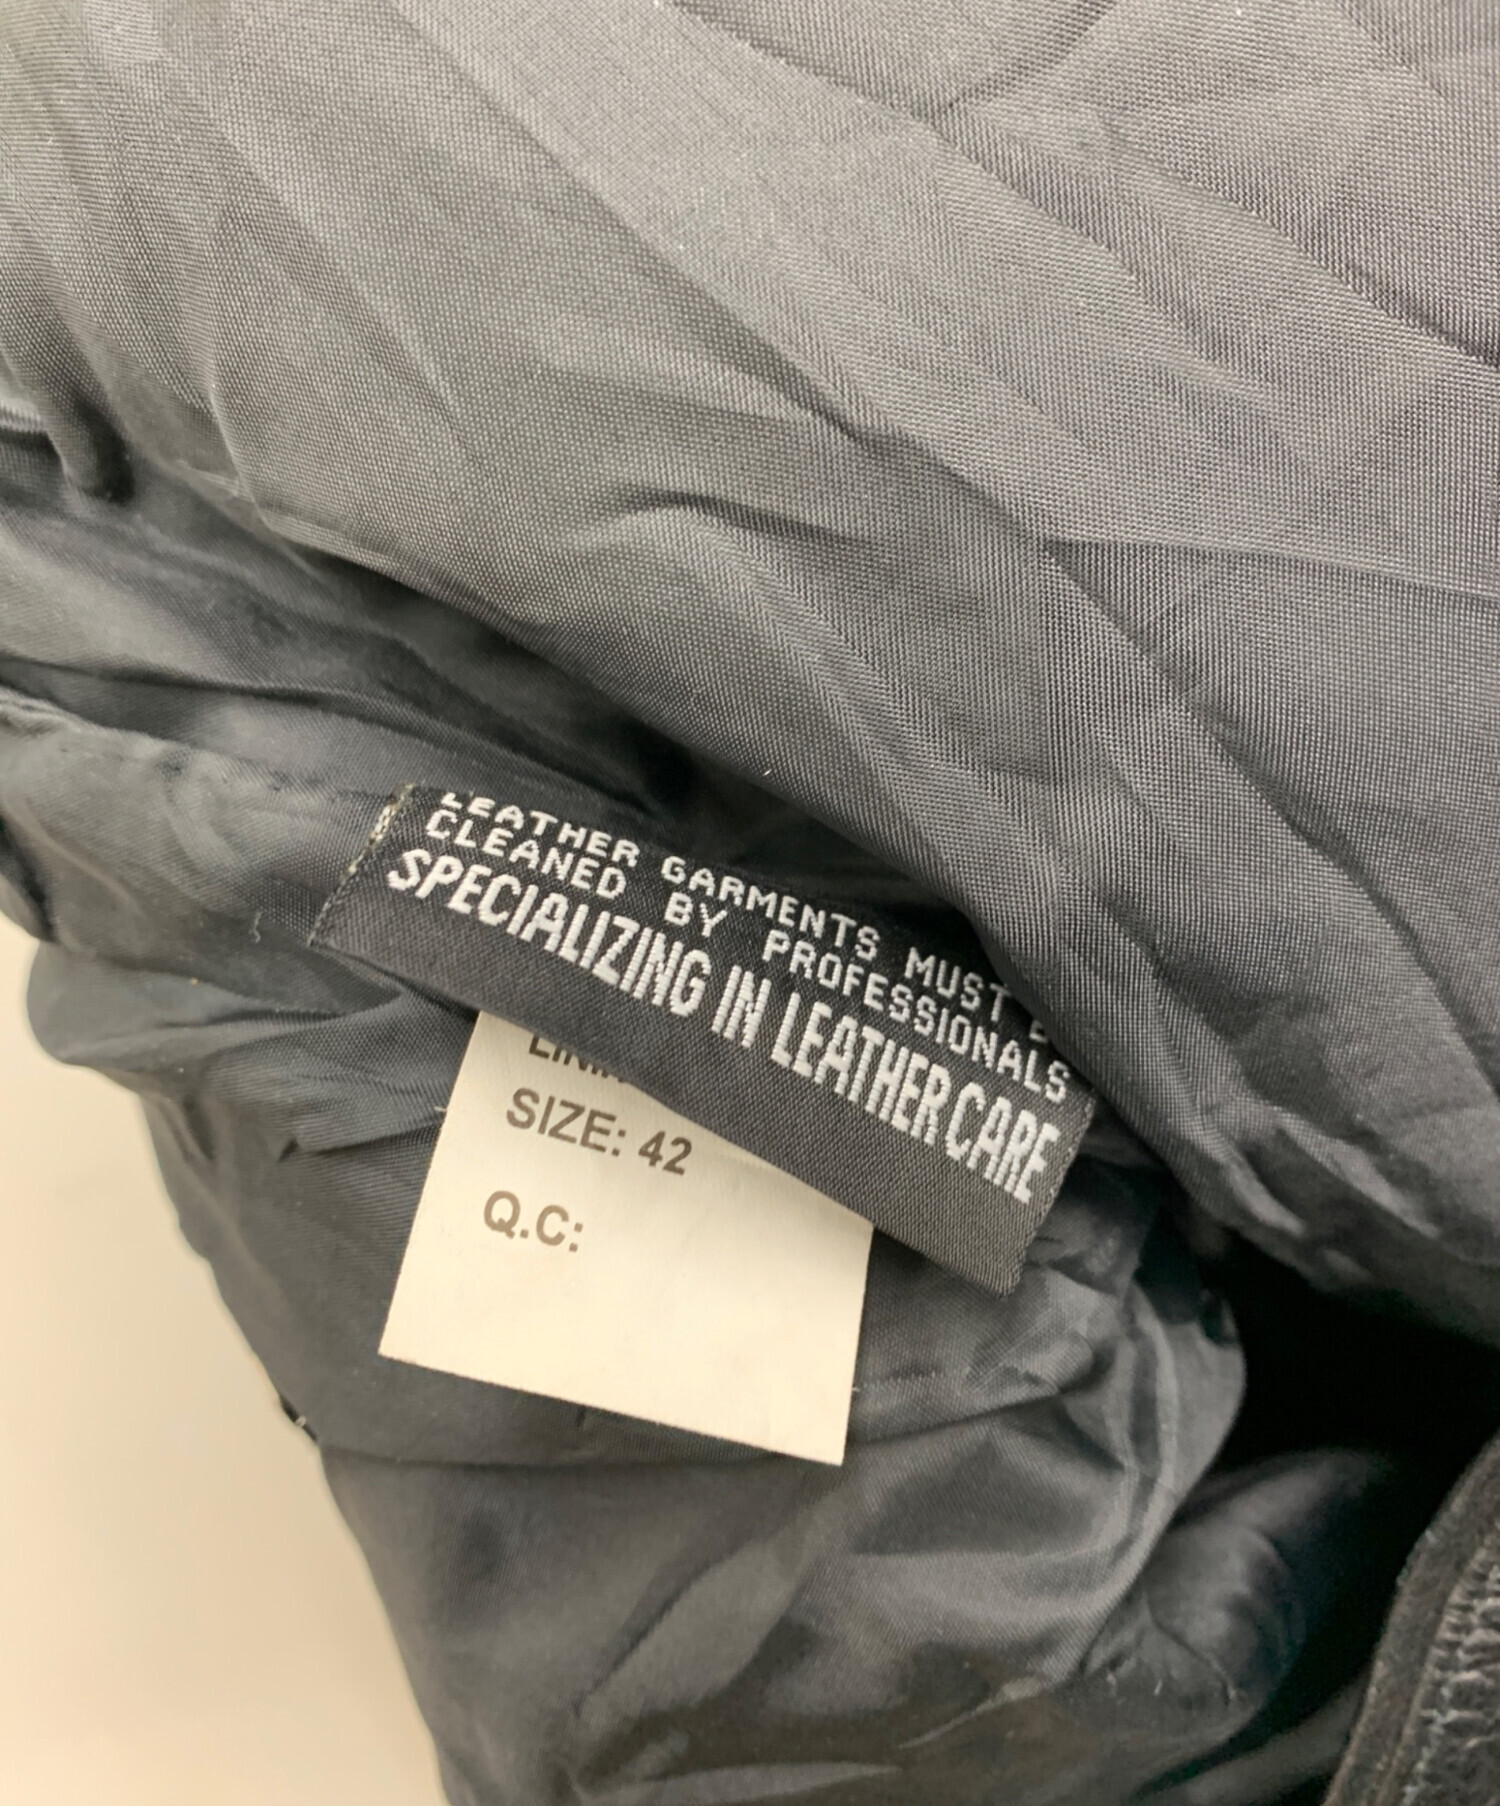 LEATHER GARMENTS MUST
CLEANED BY PROFESSIONALS
SPECIALIZING IN LEATHER CARE
SIZE: 42
Q.C: